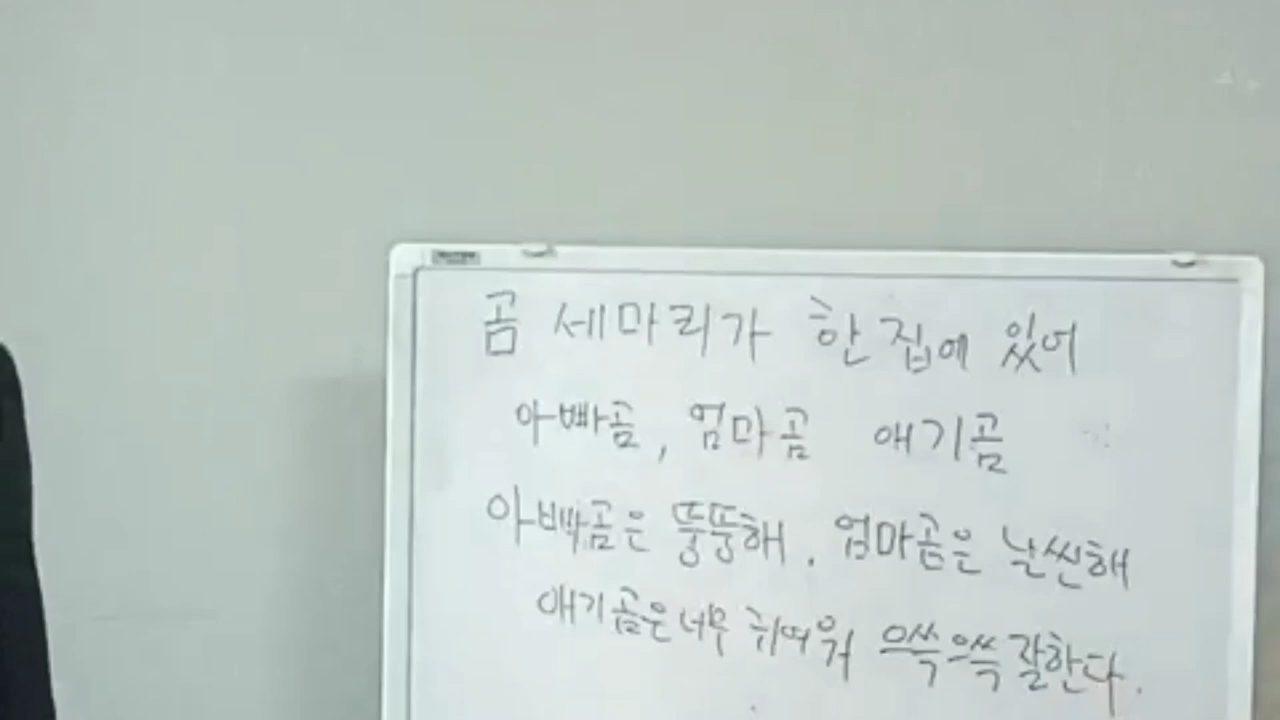 곰 세마리가 한 집에 있어
아빠곰, 엄마곰 애기곰
아빠곰은 뚱뚱해. 엄마곰은 날씬해
애기곰은 너무 귀여워 으쓱으쓱 잘한다.